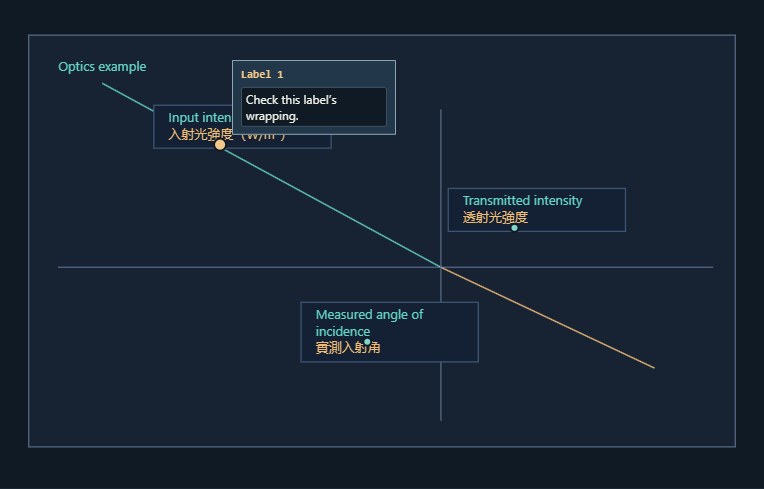 Optics example
Label 1
Check this label's
wrapping.
Input
入射光強度
Transmitted intensity
透射光強度
Measured angle of
incidence
實測入射角